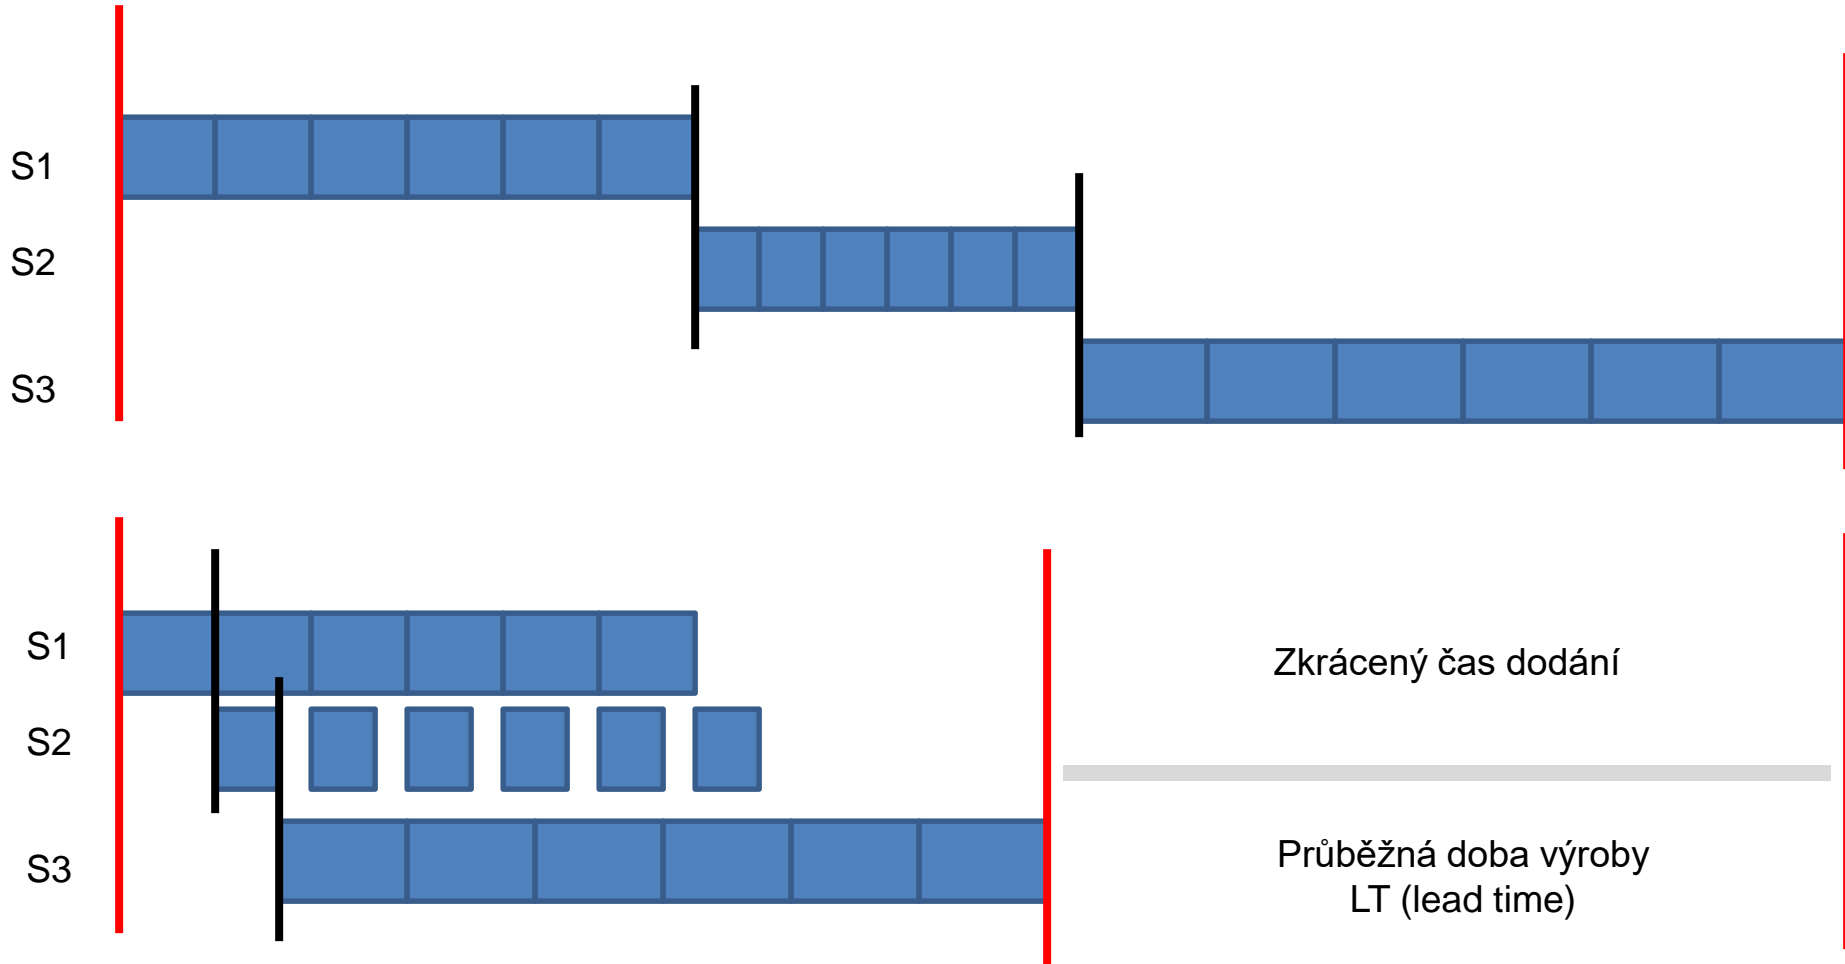 S1
S2
S3
S1
S2
S3
Zkrácený čas dodání
Průběžná doba výroby
LT (lead time)